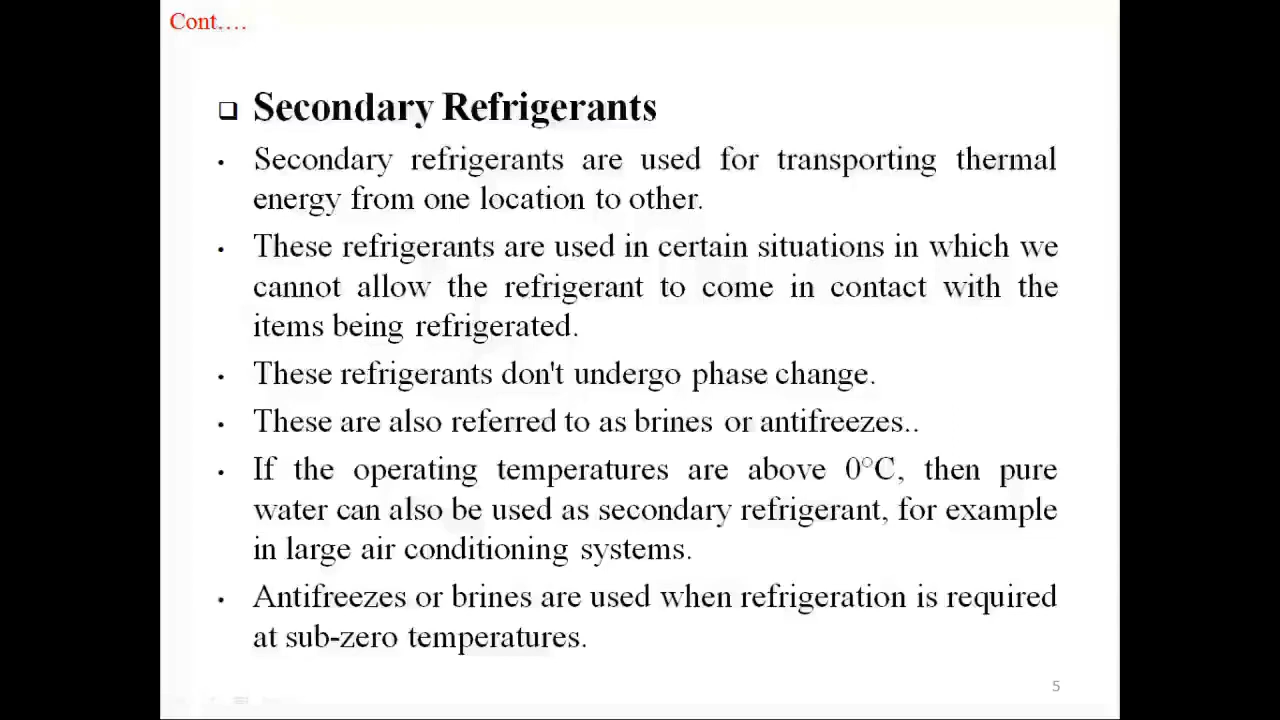 Cont….
❑ Secondary Refrigerants
• Secondary refrigerants are used for transporting thermal
energy from one location to other.
• These refrigerants are used in certain situations in which we
cannot allow the refrigerant to come in contact with the
items being refrigerated.
• These refrigerants don't undergo phase change.
• These are also referred to as brines or antifreezes..
• If the operating temperatures are above 0°C, then pure
water can also be used as secondary refrigerant, for example
in large air conditioning systems.
• Antifreezes or brines are used when refrigeration is required
at sub-zero temperatures.
5